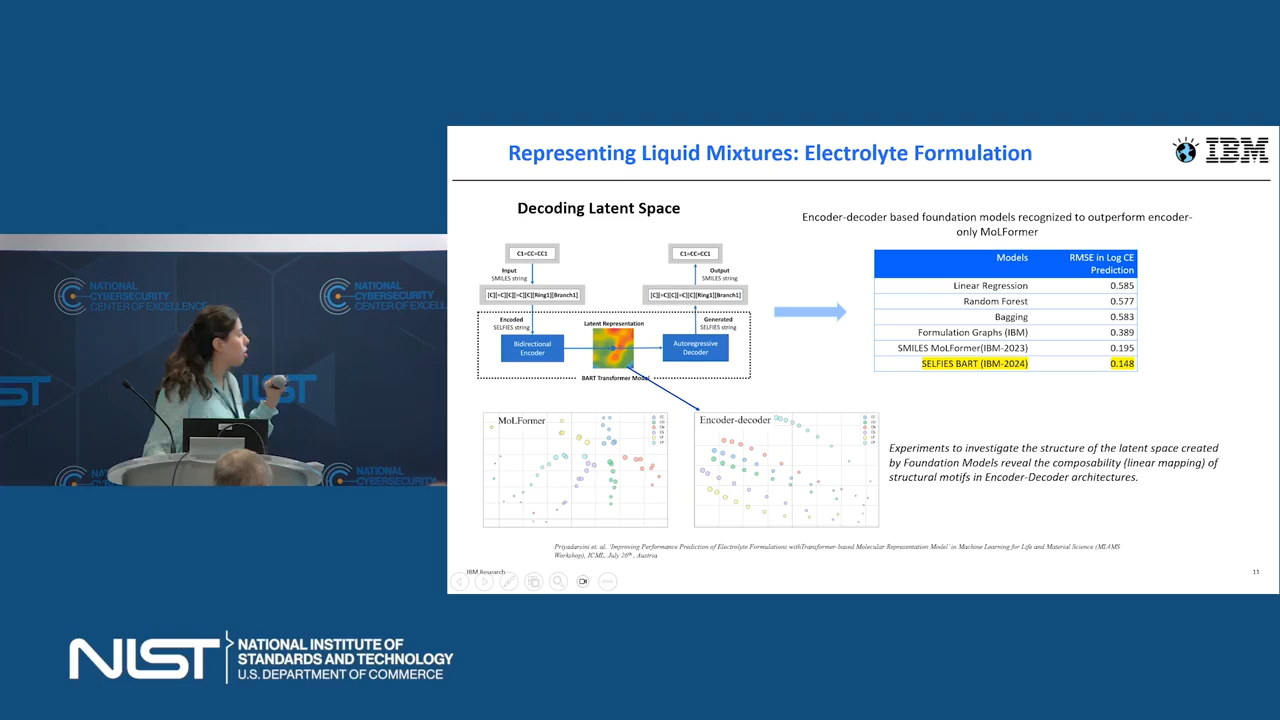 Representing Liquid Mixtures: Electrolyte Formulation
IBM
Decoding Latent Space
C1=CC=CC1
Input
SMILES string
[C][=C][C][=C][C][Ring1][Branch1]
Encoded
SELFIES string
Bidirectional
Encoder
Latent Representation
C1=CC=CC1
Output
SMILES string
[C][=C][C][=C][C][Ring1][Branch1]
Generated
SELFIES string
Autoregressive
Decoder
BART Transformer Model
MoLFormer
Encoder-decoder
Encoder-decoder based foundation models recognized to outperform encoder-
only MoLFormer
Models RMSE in Log CE
Prediction
Linear Regression 0.585
Random Forest 0.577
Bagging 0.583
Formulation Graphs (IBM) 0.389
SMILES MoLFormer(IBM-2023) 0.195
SELFIES BART (IBM-2024) 0.148
Experiments to investigate the structure of the latent space created
by Foundation Models reveal the composability (linear mapping) of
structural motifs in Encoder-Decoder architectures.
Priyadarsini et. al. 'Improving Performance Prediction of Electrolyte Formulations withTransformer-based Molecular Representation Model' in Machine Learning for Life and Material Science (ML4MS
Workshop), ICML, July 26th, Austria
IBM Research
11
NATIONAL
CYBERSECURITY
CENTER OF EXCELLENCE
NATIONAL
CYBERSECURITY
CENTER OF EXCEL
ST
NIST
NATIONAL
NATIONAL
NIST
NATIONAL INSTITUTE OF
STANDARDS AND TECHNOLOGY
U.S. DEPARTMENT OF COMMERCE